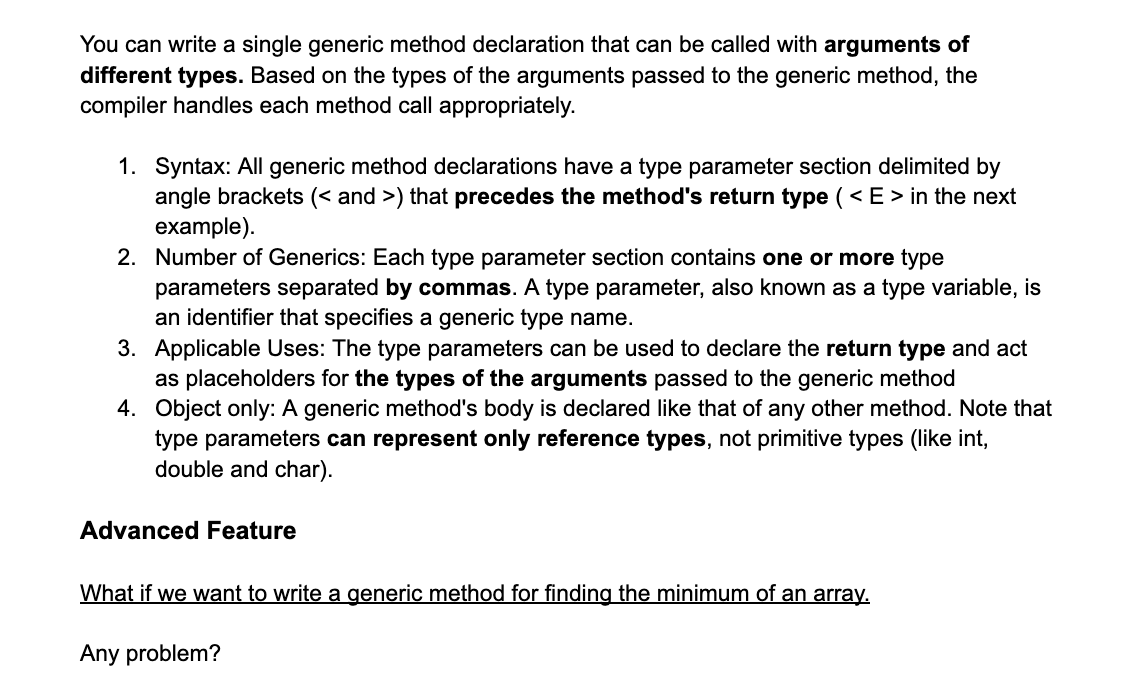 You can write a single generic method declaration that can be called with arguments of
different types. Based on the types of the arguments passed to the generic method, the
compiler handles each method call appropriately.
1. Syntax: All generic method declarations have a type parameter section delimited by
angle brackets (< and >) that precedes the method's return type ( < E > in the next
example).
2. Number of Generics: Each type parameter section contains one or more type
parameters separated by commas. A type parameter, also known as a type variable, is
an identifier that specifies a generic type name.
3. Applicable Uses: The type parameters can be used to declare the return type and act
as placeholders for the types of the arguments passed to the generic method
4. Object only: A generic method's body is declared like that of any other method. Note that
type parameters can represent only reference types, not primitive types (like int,
double and char).
Advanced Feature
What if we want to write a generic method for finding the minimum of an array.
Any problem?